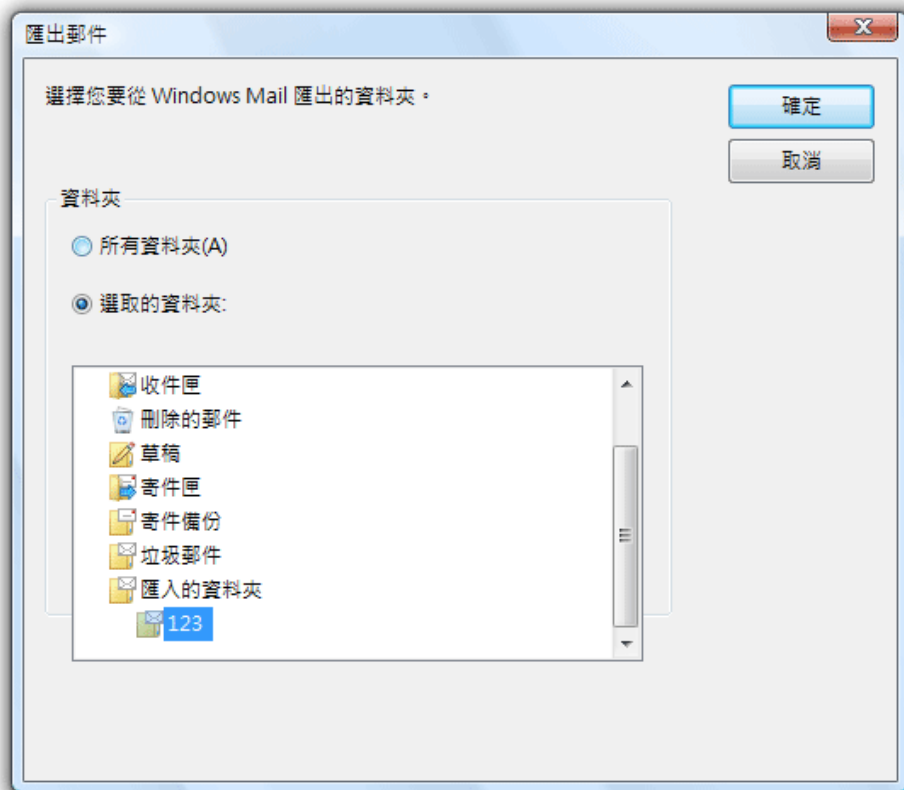 匯出郵件
選擇您要從 Windows Mail 匯出的資料夾。
確定
取消
資料夾
所有資料夾(A)
選取的資料夾:
收件匣
刪除的郵件
草稿
寄件匣
寄件備份
垃圾郵件
匯入的資料夾
123